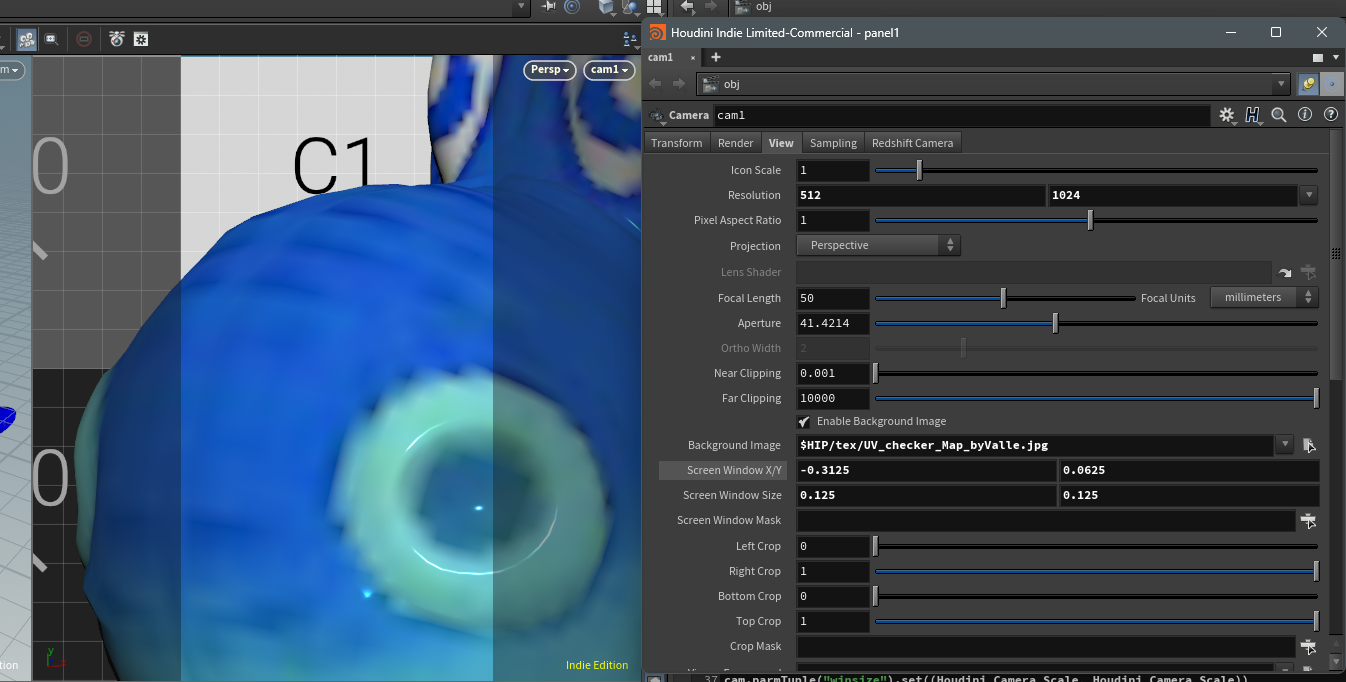 obj
Houdini Indie Limited-Commercial - panel1
cam1 × +
obj
Camera cam1
Transform Render View Sampling Redshift Camera
Icon Scale 1
Resolution 512 1024
Pixel Aspect Ratio 1
Projection Perspective
Lens Shader
Focal Length 50 Focal Units millimeters
Aperture 41.4214
Ortho Width 2
Near Clipping 0.001
Far Clipping 10000
Enable Background Image
Background Image $HIP/tex/UV_checker_Map_byValle.jpg
Screen Window X/Y -0.3125 0.0625
Screen Window Size 0.125 0.125
Screen Window Mask
Left Crop 0
Right Crop 1
Bottom Crop 0
Top Crop 1
Crop Mask
37 cam.parmTuple("winsize").set((Houdini_Camera_Scale, Houdini_Camera_Scale))
m
Persp cam1
0
C1
0
y
x
tion
Indie Edition